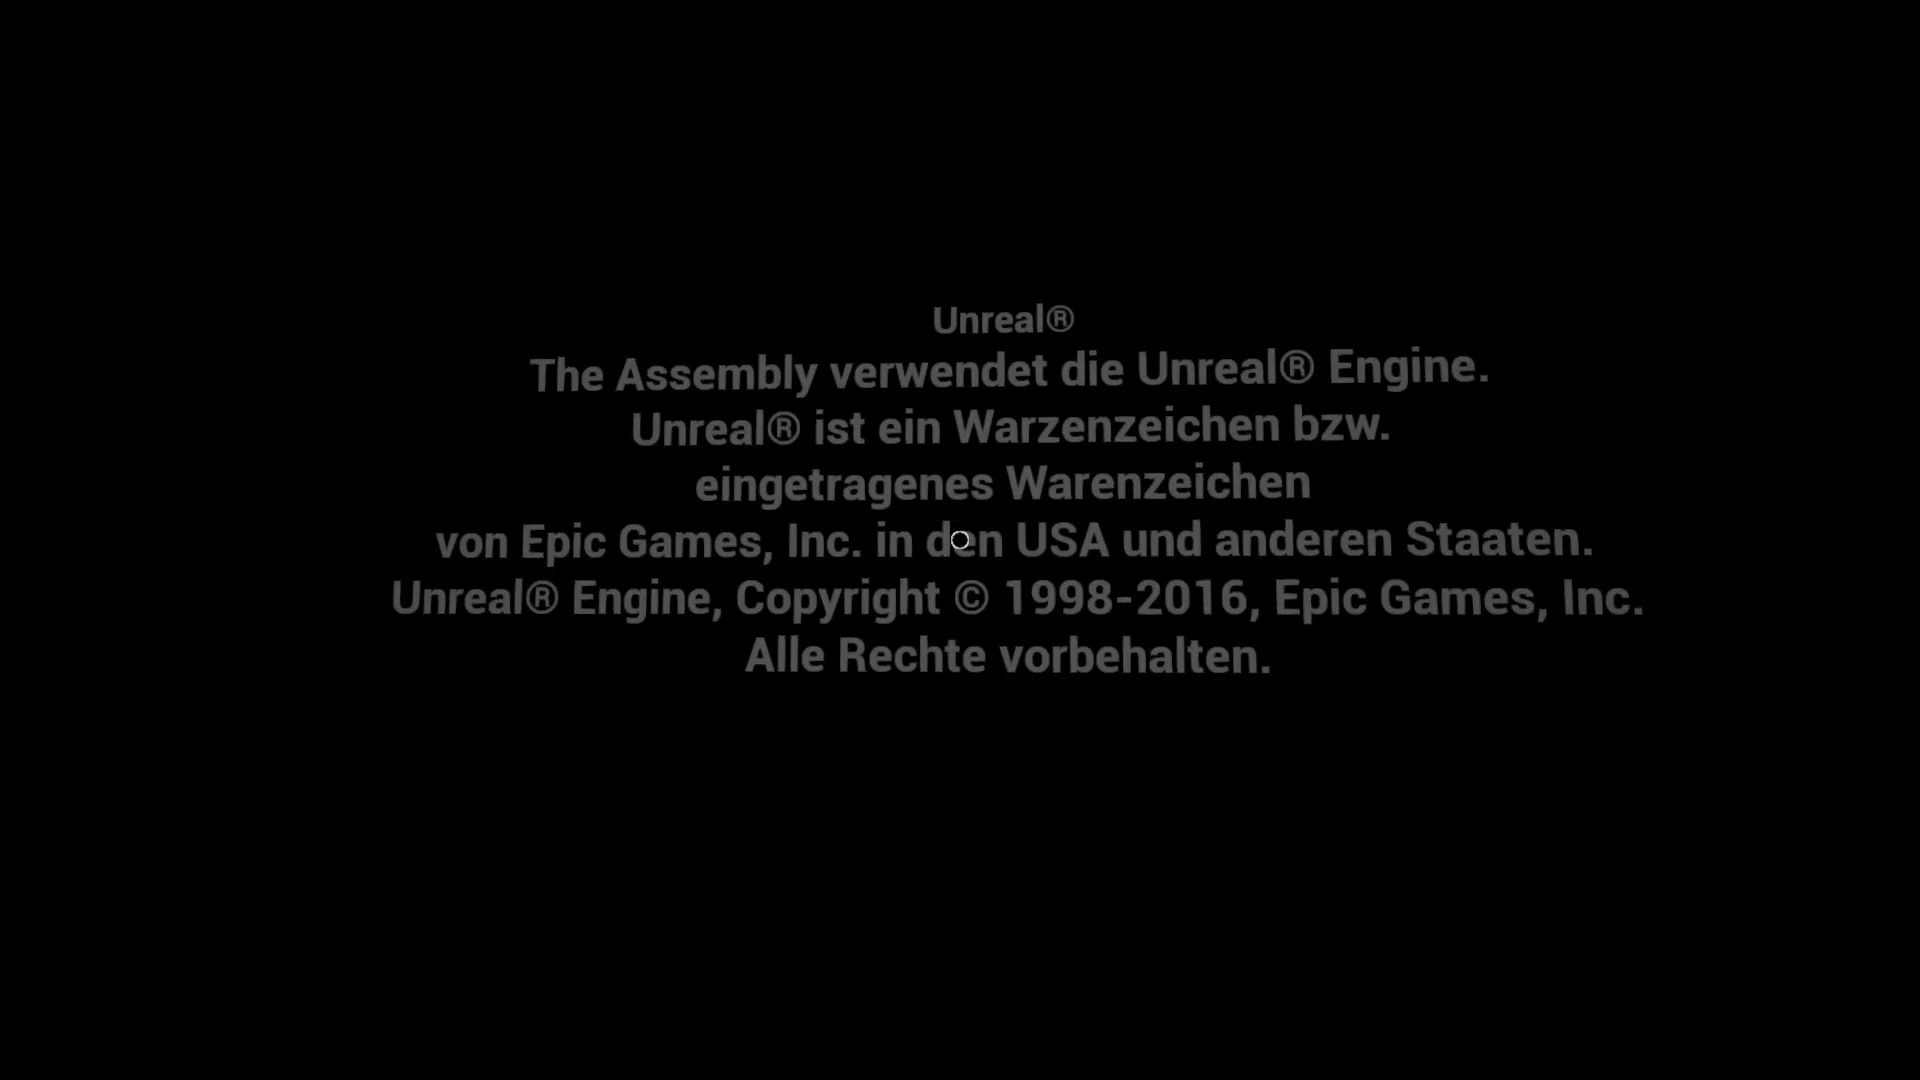 Unreal®
The Assembly verwendet die Unreal® Engine.
Unreal® ist ein Warzenzeichen bzw.
eingetragenes Warenzeichen
von Epic Games, Inc. in den USA und anderen Staaten.
Unreal® Engine, Copyright © 1998-2016, Epic Games, Inc.
Alle Rechte vorbehalten.